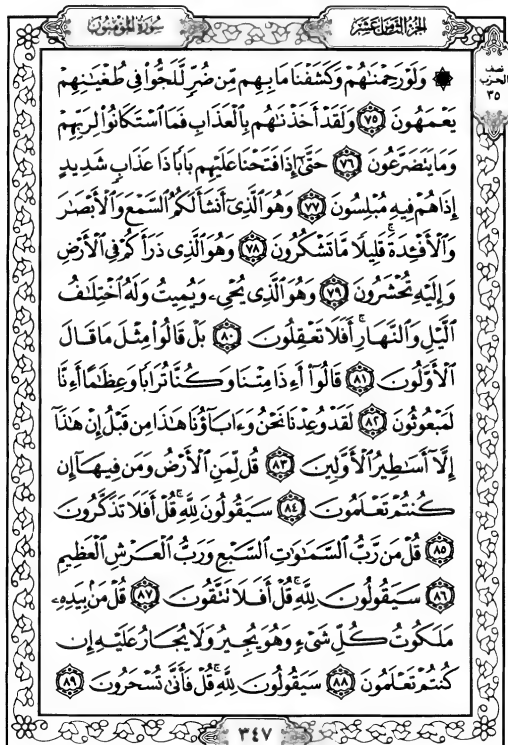 الجزء الثامن عشر
سورة المؤمنون
نصف
الحزب
٣٥
۞ وَلَوْ رَحِمْنَٰهُمْ وَكَشَفْنَا مَا بِهِم مِّن ضُرٍّ لَّلَجُّوا۟ فِى طُغْيَٰنِهِمْ
يَعْمَهُونَ ٧٥ وَلَقَدْ أَخَذْنَٰهُم بِٱلْعَذَابِ فَمَا ٱسْتَكَانُوا۟ لِرَبِّهِمْ
وَمَا يَتَضَرَّعُونَ ٧٦ حَتَّىٰٓ إِذَا فَتَحْنَا عَلَيْهِم بَابًا ذَا عَذَابٍ شَدِيدٍ
إِذَا هُمْ فِيهِ مُبْلِسُونَ ٧٧ وَهُوَ ٱلَّذِىٓ أَنشَأَ لَكُمُ ٱلسَّمْعَ وَٱلْأَبْصَٰرَ
وَٱلْأَفْـِٔدَةَ ۚ قَلِيلًا مَّا تَشْكُرُونَ ٧٨ وَهُوَ ٱلَّذِى ذَرَأَكُمْ فِى ٱلْأَرْضِ
وَإِلَيْهِ تُحْشَرُونَ ٧٩ وَهُوَ ٱلَّذِى يُحْىِۦ وَيُمِيتُ وَلَهُ ٱخْتِلَٰفُ
ٱلَّيْلِ وَٱلنَّهَارِ ۚ أَفَلَا تَعْقِلُونَ ٨٠ بَلْ قَالُوا۟ مِثْلَ مَا قَالَ
ٱلْأَوَّلُونَ ٨١ قَالُوٓا۟ أَءِذَا مِتْنَا وَكُنَّا تُرَابًا وَعِظَٰمًا أَءِنَّا
لَمَبْعُوثُونَ ٨٢ لَقَدْ وُعِدْنَا نَحْنُ وَءَابَآؤُنَا هَٰذَا مِن قَبْلُ إِنْ هَٰذَآ
إِلَّآ أَسَٰطِيرُ ٱلْأَوَّلِينَ ٨٣ قُل لِّمَنِ ٱلْأَرْضُ وَمَن فِيهَآ إِن
كُنتُمْ تَعْلَمُونَ ٨٤ سَيَقُولُونَ لِلَّهِ ۚ قُلْ أَفَلَا تَذَكَّرُونَ
٨٥ قُلْ مَن رَّبُّ ٱلسَّمَٰوَٰتِ ٱلسَّبْعِ وَرَبُّ ٱلْعَرْشِ ٱلْعَظِيمِ
٨٦ سَيَقُولُونَ لِلَّهِ ۚ قُلْ أَفَلَا تَتَّقُونَ ٨٧ قُلْ مَنۢ بِيَدِهِۦ
مَلَكُوتُ كُلِّ شَىْءٍ وَهُوَ يُجِيرُ وَلَا يُجَارُ عَلَيْهِ إِن
كُنتُمْ تَعْلَمُونَ ٨٨ سَيَقُولُونَ لِلَّهِ ۚ قُلْ فَأَنَّىٰ تُسْحَرُونَ ٨٩
٣٤٧